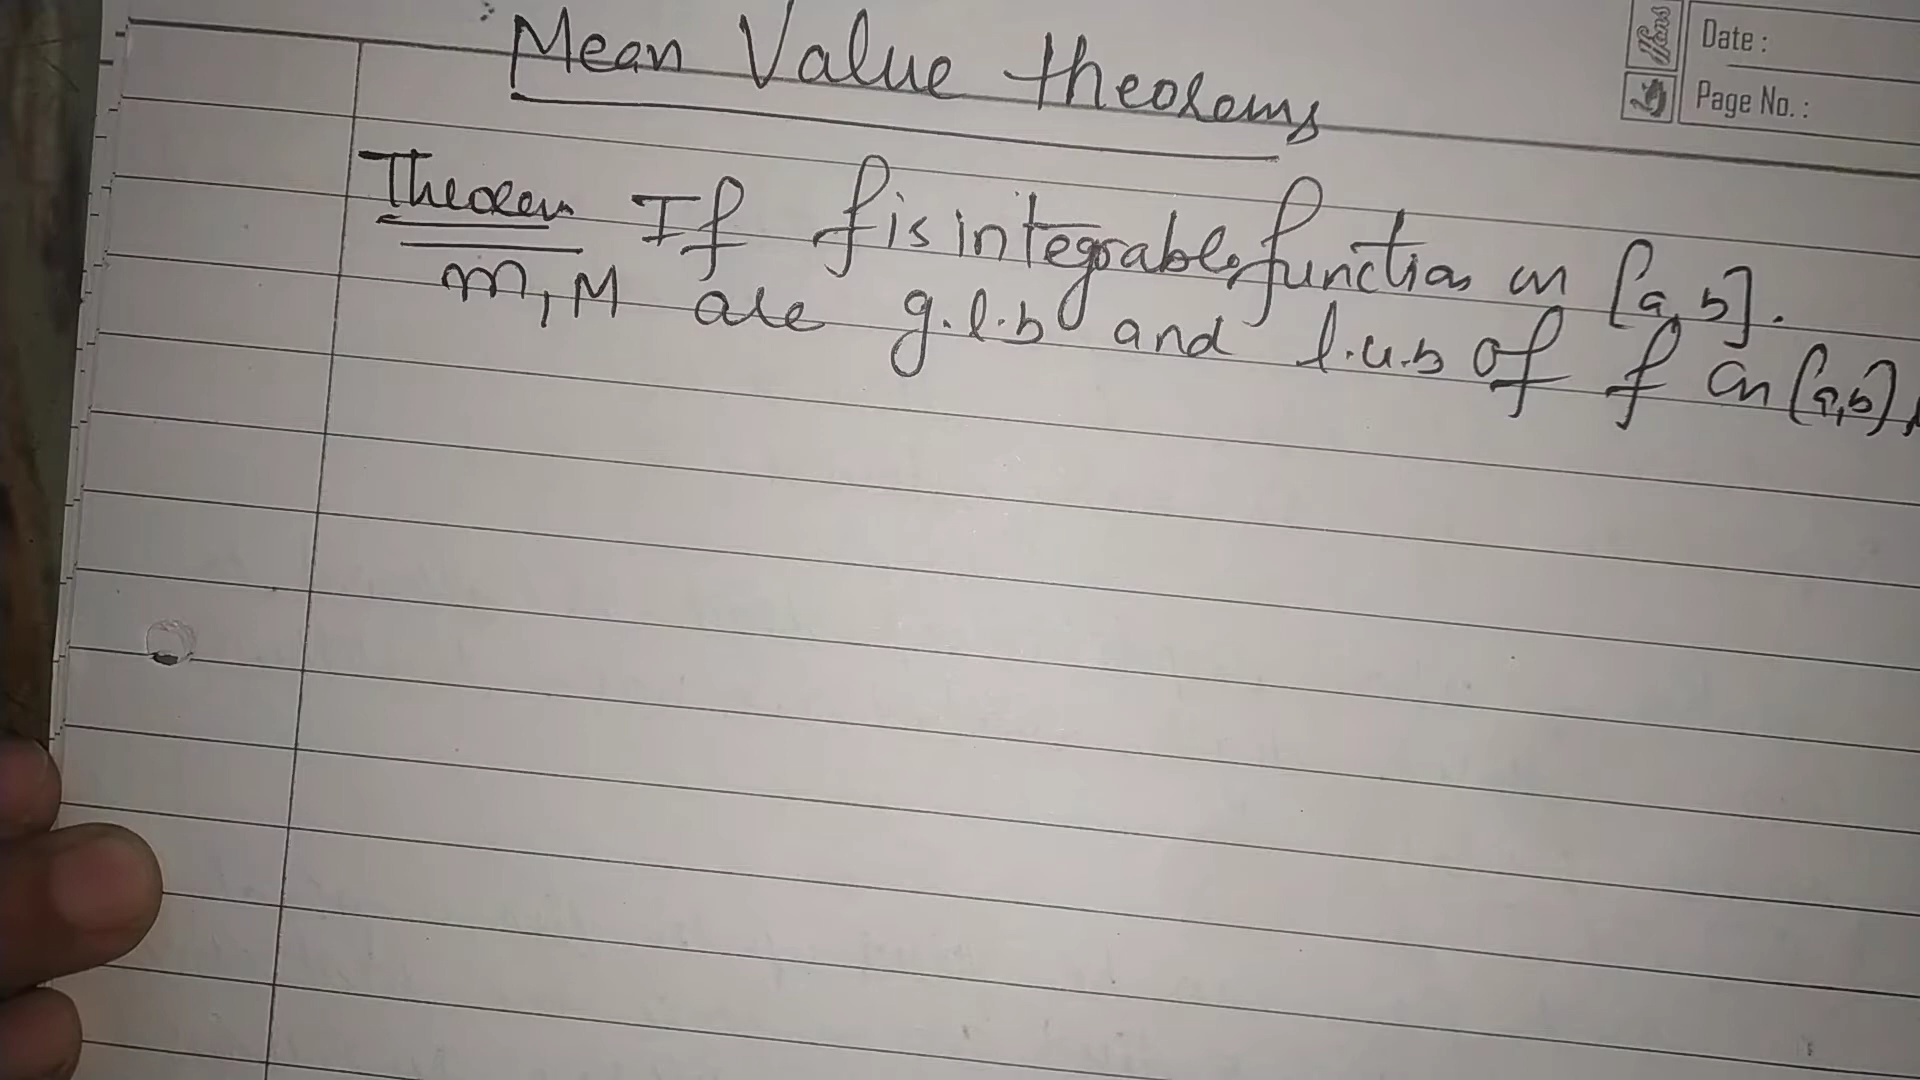 Mean Value theorems
Date :
Page No. :
Theorem If f is integrable function on [a, b].
m, M are g.l.b and l.u.b of f on [a,b],